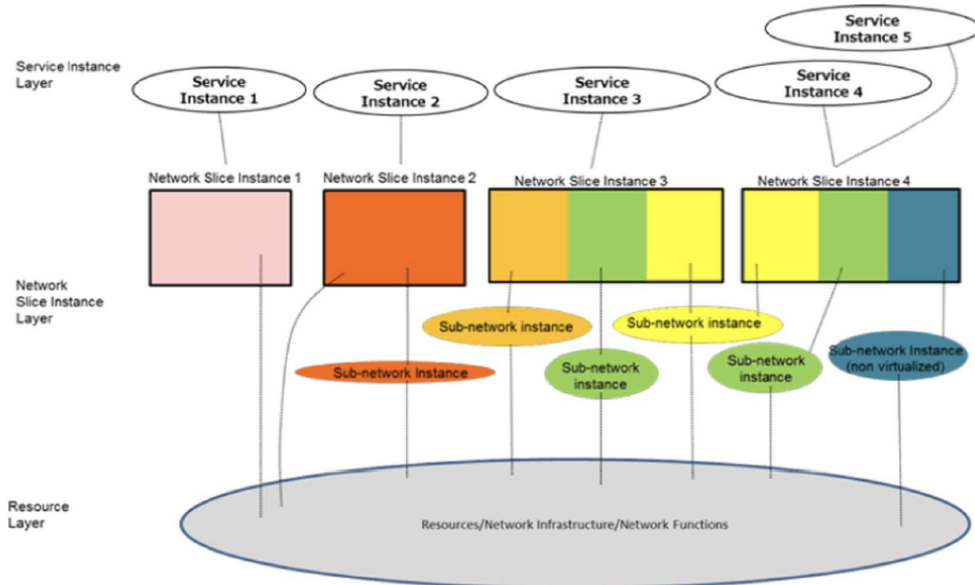 Service
Instance 5
Service Instance
Layer
Service
Instance 1
Service
Instance 2
Service
Instance 3
Service
Instance 4
Network Slice Instance 1
Network Slice Instance 2
Network Slice Instance 3
Network Slice Instance 4
Network
Slice Instance
Layer
Sub-network instance
Sub-network instance
Sub-network Instance
Sub-network
instance
Sub-network
instance
Sub-network Instance
(non virtualized)
Resource
Layer
Resources/Network Infrastructure/Network Functions